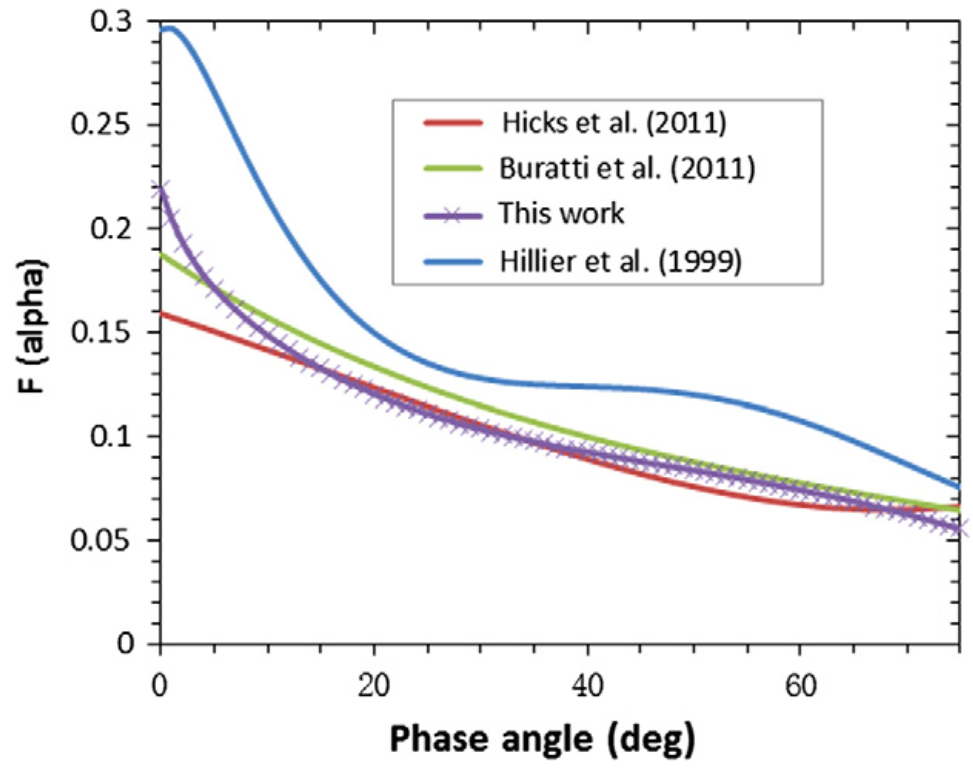 0.3
0.25
0.2
0.15
0.1
0.05
0
F (alpha)
Hicks et al. (2011)
Buratti et al. (2011)
This work
Hillier et al. (1999)
0 20 40 60
Phase angle (deg)